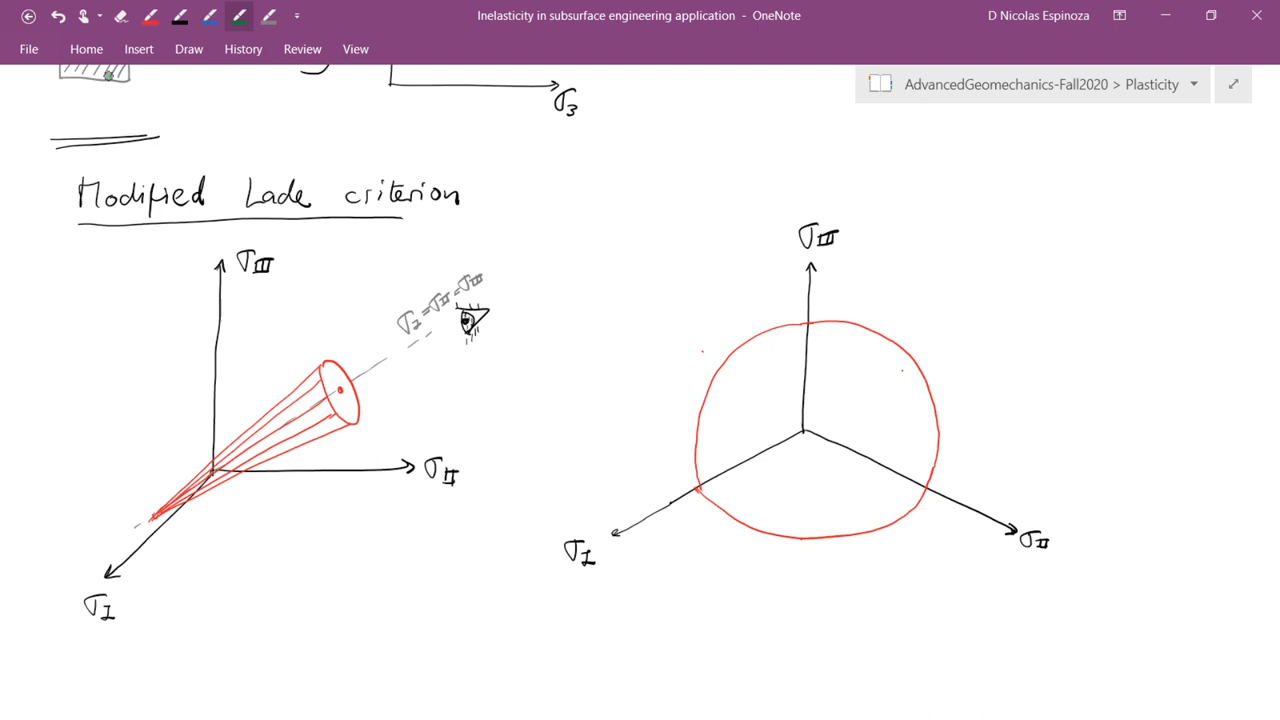 Inelasticity in subsurface engineering application - OneNote
D Nicolas Espinoza
File Home Insert Draw History Review View
AdvancedGeomechanics-Fall2020 > Plasticity
σ3
Modified Lade criterion
σIII
σI = σII = σIII
σII
σI
σIII
σI
σII